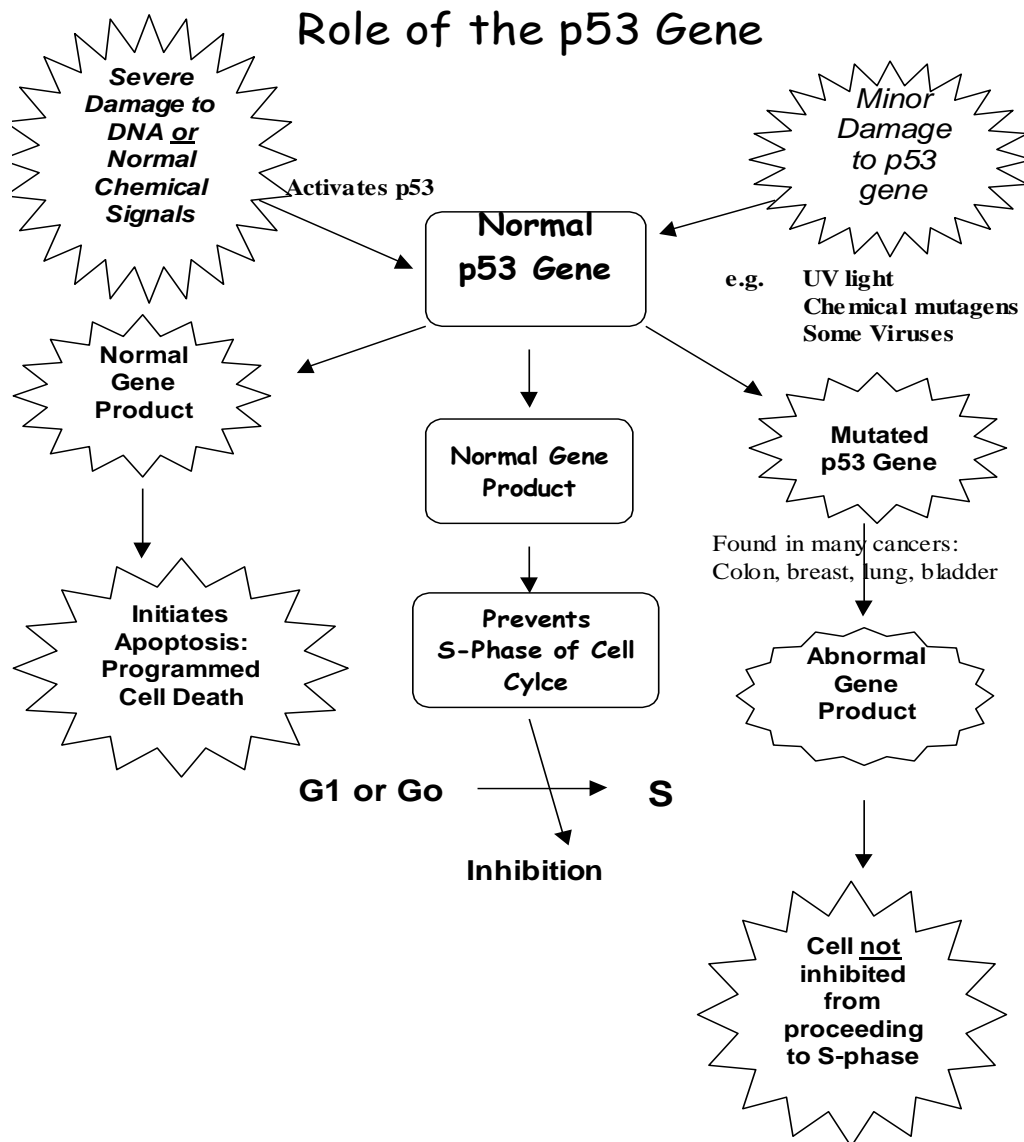 Role of the p53 Gene
Severe
Damage to
DNA or
Normal
Chemical
Signals
Activates p53
Minor
Damage
to p53
gene
Normal
p53 Gene
e.g. UV light
Chemical mutagens
Some Viruses
Normal
Gene
Product
Normal Gene
Product
Mutated
p53 Gene
Found in many cancers:
Colon, breast, lung, bladder
Initiates
Apoptosis:
Programmed
Cell Death
Prevents
S-Phase of Cell
Cylce
Abnormal
Gene
Product
G1 or Go
S
Inhibition
Cell not
inhibited
from
proceeding
to S-phase